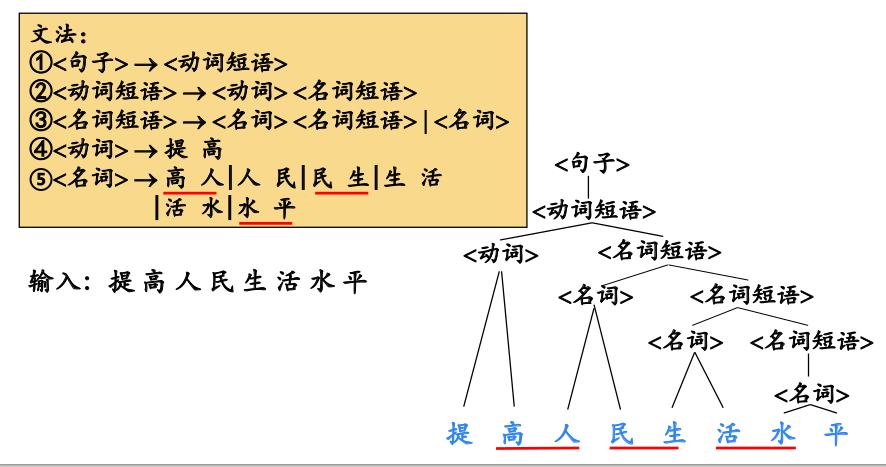 文法：
①<句子> → <动词短语>
②<动词短语> → <动词> <名词短语>
③<名词短语> → <名词> <名词短语> | <名词>
④<动词> → 提 高
⑤<名词> → 高 人|人 民|民 生|生 活
|活 水|水 平
输入：提 高 人 民 生 活 水 平
<句子>
<动词短语>
<动词> <名词短语>
<名词> <名词短语>
<名词> <名词短语>
<名词>
提 高 人 民 生 活 水 平